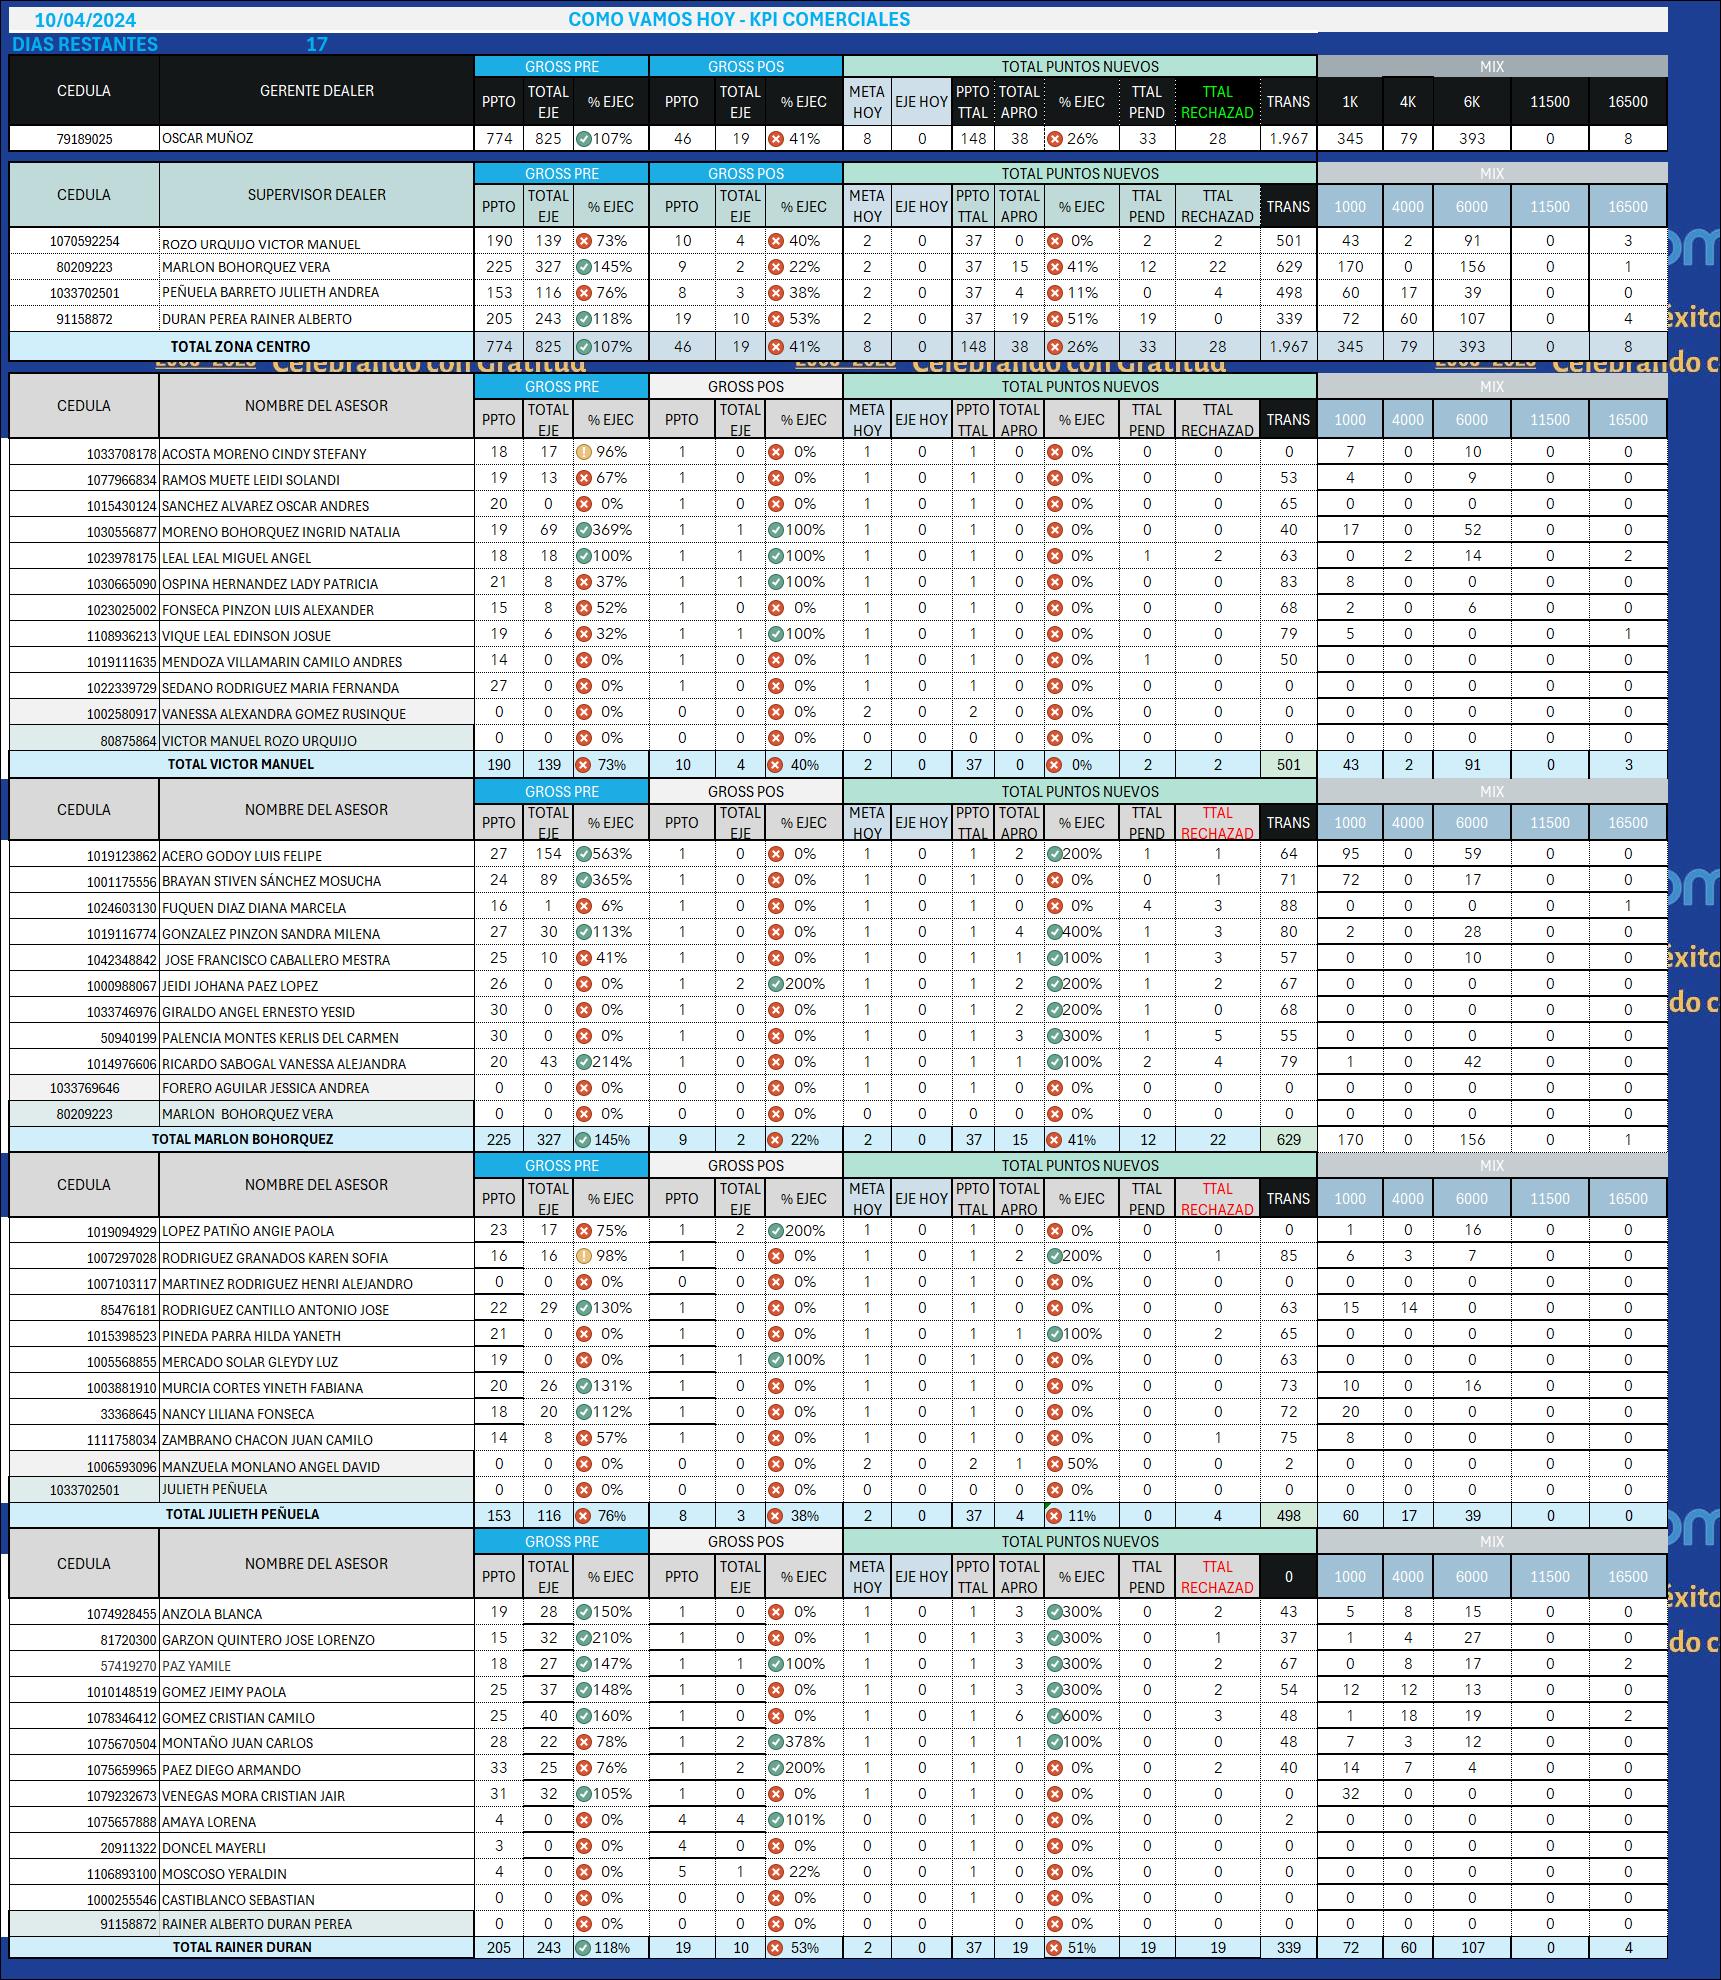 10/04/2024 COMO VAMOS HOY - KPI COMERCIALES
DIAS RESTANTES 17
CEDULA GERENTE DEALER GROSS PRE GROSS POS TOTAL PUNTOS NUEVOS MIX
PPTO TOTAL EJE % EJEC PPTO TOTAL EJE % EJEC META HOY EJE HOY PPTO TTAL TOTAL APRO % EJEC TTAL PEND TTAL RECHAZAD TRANS 1K 4K 6K 11500 16500
79189025 OSCAR MUÑOZ 774 825 107% 46 19 41% 8 0 148 38 26% 33 28 1.967 345 79 393 0 8
CEDULA SUPERVISOR DEALER GROSS PRE GROSS POS TOTAL PUNTOS NUEVOS MIX
PPTO TOTAL EJE % EJEC PPTO TOTAL EJE % EJEC META HOY EJE HOY PPTO TTAL TOTAL APRO % EJEC TTAL PEND TTAL RECHAZAD TRANS 1000 4000 6000 11500 16500
1070592254 ROZO URQUIJO VICTOR MANUEL 190 139 73% 10 4 40% 2 0 37 0 0% 2 2 501 43 2 91 0 3
80209223 MARLON BOHORQUEZ VERA 225 327 145% 9 2 22% 2 0 37 15 41% 12 22 629 170 0 156 0 1
1033702501 PEÑUELA BARRETO JULIETH ANDREA 153 116 76% 8 3 38% 2 0 37 4 11% 0 4 498 60 17 39 0 0
91158872 DURAN PEREA RAINER ALBERTO 205 243 118% 19 10 53% 2 0 37 19 51% 19 0 339 72 60 107 0 4
TOTAL ZONA CENTRO 774 825 107% 46 19 41% 8 0 148 38 26% 33 28 1.967 345 79 393 0 8
Celebrando con Gratitud Celebrando con Gratitud Celebrando c
CEDULA NOMBRE DEL ASESOR GROSS PRE GROSS POS TOTAL PUNTOS NUEVOS MIX
PPTO TOTAL EJE % EJEC PPTO TOTAL EJE % EJEC META HOY EJE HOY PPTO TTAL TOTAL APRO % EJEC TTAL PEND TTAL RECHAZAD TRANS 1000 4000 6000 11500 16500
1033708178 ACOSTA MORENO CINDY STEFANY 18 17 96% 1 0 0% 1 0 1 0 0% 0 0 0 7 0 10 0 0
1077966834 RAMOS MUETE LEIDI SOLANDI 19 13 67% 1 0 0% 1 0 1 0 0% 0 0 53 4 0 9 0 0
1015430124 SANCHEZ ALVAREZ OSCAR ANDRES 20 0 0% 1 0 0% 1 0 1 0 0% 0 0 65 0 0 0 0 0
1030556877 MORENO BOHORQUEZ INGRID NATALIA 19 69 369% 1 1 100% 1 0 1 0 0% 0 0 40 17 0 52 0 0
1023978175 LEAL LEAL MIGUEL ANGEL 18 18 100% 1 1 100% 1 0 1 0 0% 1 2 63 0 2 14 0 2
1030665090 OSPINA HERNANDEZ LADY PATRICIA 21 8 37% 1 1 100% 1 0 1 0 0% 0 0 83 8 0 0 0 0
1023025002 FONSECA PINZON LUIS ALEXANDER 15 8 52% 1 0 0% 1 0 1 0 0% 0 0 68 2 0 6 0 0
1108936213 VIQUE LEAL EDINSON JOSUE 19 6 32% 1 1 100% 1 0 1 0 0% 0 0 79 5 0 0 0 1
1019111635 MENDOZA VILLAMARIN CAMILO ANDRES 14 0 0% 1 0 0% 1 0 1 0 0% 1 0 50 0 0 0 0 0
1022339729 SEDANO RODRIGUEZ MARIA FERNANDA 27 0 0% 1 0 0% 1 0 1 0 0% 0 0 0 0 0 0 0 0
1002580917 VANESSA ALEXANDRA GOMEZ RUSINQUE 0 0 0% 0 0 0% 2 0 2 0 0% 0 0 0 0 0 0 0 0
80875864 VICTOR MANUEL ROZO URQUIJO 0 0 0% 0 0 0% 0 0 0 0 0% 0 0 0 0 0 0 0 0
TOTAL VICTOR MANUEL 190 139 73% 10 4 40% 2 0 37 0 0% 2 2 501 43 2 91 0 3
CEDULA NOMBRE DEL ASESOR GROSS PRE GROSS POS TOTAL PUNTOS NUEVOS MIX
PPTO TOTAL EJE % EJEC PPTO TOTAL EJE % EJEC META HOY EJE HOY PPTO TTAL TOTAL APRO % EJEC TTAL PEND TTAL RECHAZAD TRANS 1000 4000 6000 11500 16500
1019123862 ACERO GODOY LUIS FELIPE 27 154 563% 1 0 0% 1 0 1 2 200% 1 1 64 95 0 59 0 0
1001175556 BRAYAN STIVEN SÁNCHEZ MOSUCHA 24 89 365% 1 0 0% 1 0 1 0 0% 0 1 71 72 0 17 0 0
1024603130 FUQUEN DIAZ DIANA MARCELA 16 1 6% 1 0 0% 1 0 1 0 0% 4 3 88 0 0 0 0 1
1019116774 GONZALEZ PINZON SANDRA MILENA 27 30 113% 1 0 0% 1 0 1 4 400% 1 3 80 2 0 28 0 0
1042348842 JOSE FRANCISCO CABALLERO MESTRA 25 10 41% 1 0 0% 1 0 1 1 100% 1 3 57 0 0 10 0 0
1000988067 JEIDI JOHANA PAEZ LOPEZ 26 0 0% 1 2 200% 1 0 1 2 200% 1 2 67 0 0 0 0 0
1033746976 GIRALDO ANGEL ERNESTO YESID 30 0 0% 1 0 0% 1 0 1 2 200% 1 0 68 0 0 0 0 0
50940199 PALENCIA MONTES KERLIS DEL CARMEN 30 0 0% 1 0 0% 1 0 1 3 300% 1 5 55 0 0 0 0 0
1014976606 RICARDO SABOGAL VANESSA ALEJANDRA 20 43 214% 1 0 0% 1 0 1 1 100% 2 4 79 1 0 42 0 0
1033769646 FORERO AGUILAR JESSICA ANDREA 0 0 0% 0 0 0% 1 0 1 0 0% 0 0 0 0 0 0 0 0
80209223 MARLON BOHORQUEZ VERA 0 0 0% 0 0 0% 0 0 0 0 0% 0 0 0 0 0 0 0 0
TOTAL MARLON BOHORQUEZ 225 327 145% 9 2 22% 2 0 37 15 41% 12 22 629 170 0 156 0 1
CEDULA NOMBRE DEL ASESOR GROSS PRE GROSS POS TOTAL PUNTOS NUEVOS MIX
PPTO TOTAL EJE % EJEC PPTO TOTAL EJE % EJEC META HOY EJE HOY PPTO TTAL TOTAL APRO % EJEC TTAL PEND TTAL RECHAZAD TRANS 1000 4000 6000 11500 16500
1019094929 LOPEZ PATIÑO ANGIE PAOLA 23 17 75% 1 2 200% 1 0 1 0 0% 0 0 0 1 0 16 0 0
1007297028 RODRIGUEZ GRANADOS KAREN SOFIA 16 16 98% 1 0 0% 1 0 1 2 200% 0 1 85 6 3 7 0 0
1007103117 MARTINEZ RODRIGUEZ HENRI ALEJANDRO 0 0 0% 0 0 0% 1 0 1 0 0% 0 0 0 0 0 0 0 0
85476181 RODRIGUEZ CANTILLO ANTONIO JOSE 22 29 130% 1 0 0% 1 0 1 0 0% 0 0 63 15 14 0 0 0
1015398523 PINEDA PARRA HILDA YANETH 21 0 0% 1 0 0% 1 0 1 1 100% 0 2 65 0 0 0 0 0
1005568855 MERCADO SOLAR GLEYDY LUZ 19 0 0% 1 1 100% 1 0 1 0 0% 0 0 63 0 0 0 0 0
1003881910 MURCIA CORTES YINETH FABIANA 20 26 131% 1 0 0% 1 0 1 0 0% 0 0 73 10 0 16 0 0
33368645 NANCY LILIANA FONSECA 18 20 112% 1 0 0% 1 0 1 0 0% 0 0 72 20 0 0 0 0
1111758034 ZAMBRANO CHACON JUAN CAMILO 14 8 57% 1 0 0% 1 0 1 0 0% 0 1 75 8 0 0 0 0
1006593096 MANZUELA MONLANO ANGEL DAVID 0 0 0% 0 0 0% 2 0 2 1 50% 0 0 2 0 0 0 0 0
1033702501 JULIETH PEÑUELA 0 0 0% 0 0 0% 0 0 0 0 0% 0 0 0 0 0 0 0 0
TOTAL JULIETH PEÑUELA 153 116 76% 8 3 38% 2 0 37 4 11% 0 4 498 60 17 39 0 0
CEDULA NOMBRE DEL ASESOR GROSS PRE GROSS POS TOTAL PUNTOS NUEVOS MIX
PPTO TOTAL EJE % EJEC PPTO TOTAL EJE % EJEC META HOY EJE HOY PPTO TTAL TOTAL APRO % EJEC TTAL PEND TTAL RECHAZAD 0 1000 4000 6000 11500 16500
1074928455 ANZOLA BLANCA 19 28 150% 1 0 0% 1 0 1 3 300% 0 2 43 5 8 15 0 0
81720300 GARZON QUINTERO JOSE LORENZO 15 32 210% 1 0 0% 1 0 1 3 300% 0 1 37 1 4 27 0 0
57419270 PAZ YAMILE 18 27 147% 1 1 100% 1 0 1 3 300% 0 2 67 0 8 17 0 2
1010148519 GOMEZ JEIMY PAOLA 25 37 148% 1 0 0% 1 0 1 3 300% 0 2 54 12 12 13 0 0
1078346412 GOMEZ CRISTIAN CAMILO 25 40 160% 1 0 0% 1 0 1 6 600% 0 3 48 1 18 19 0 2
1075670504 MONTAÑO JUAN CARLOS 28 22 78% 1 2 378% 1 0 1 1 100% 0 0 48 7 3 12 0 0
1075659965 PAEZ DIEGO ARMANDO 33 25 76% 1 2 200% 1 0 1 0 0% 0 2 40 14 7 4 0 0
1079232673 VENEGAS MORA CRISTIAN JAIR 31 32 105% 1 0 0% 1 0 1 0 0% 0 0 0 32 0 0 0 0
1075657888 AMAYA LORENA 4 0 0% 4 4 101% 0 0 1 0 0% 0 0 2 0 0 0 0 0
20911322 DONCEL MAYERLI 3 0 0% 4 0 0% 0 0 1 0 0% 0 0 0 0 0 0 0 0
1106893100 MOSCOSO YERALDIN 4 0 0% 5 1 22% 0 0 1 0 0% 0 0 0 0 0 0 0 0
1000255546 CASTIBLANCO SEBASTIAN 0 0 0% 0 0 0% 0 0 1 0 0% 0 0 0 0 0 0 0 0
91158872 RAINER ALBERTO DURAN PEREA 0 0 0% 0 0 0% 0 0 0 0 0% 0 0 0 0 0 0 0 0
TOTAL RAINER DURAN 205 243 118% 19 10 53% 2 0 37 19 51% 19 19 339 72 60 107 0 4